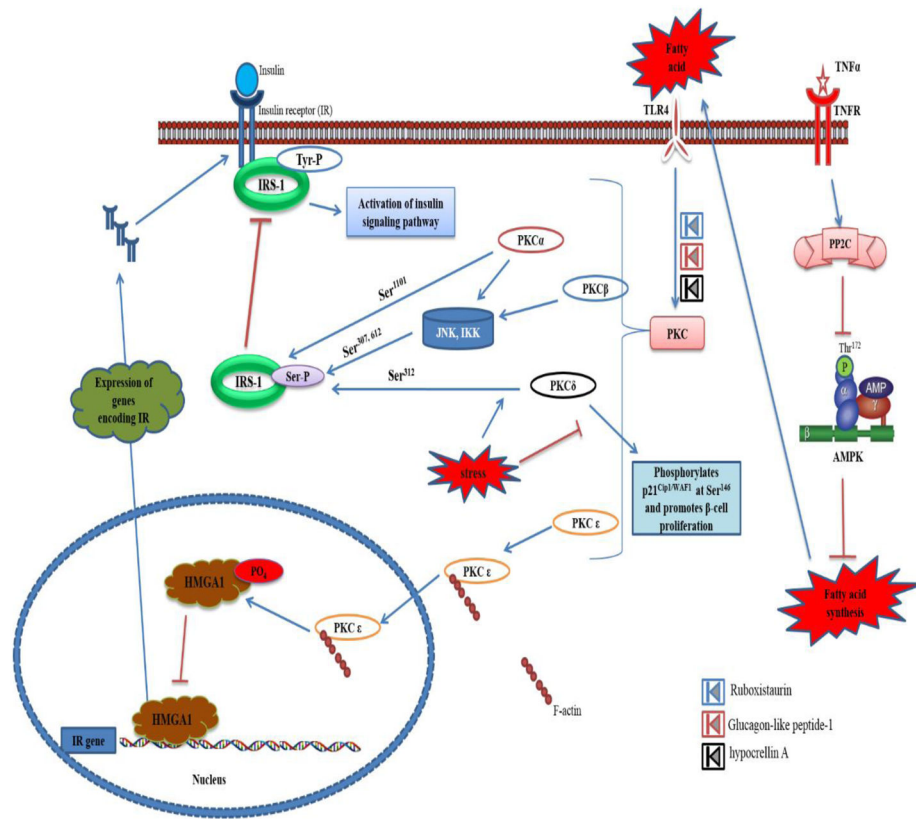 Fatty
acid
TNFα
Insulin
Insulin receptor (IR)
TLR4
TNFR
Tyr-P
IRS-1
Activation of insulin
signaling pathway
PKCα
PP2C
Ser1101
PKCβ
JNK, IKK
PKC
Ser307, 612
Thr172
P
α
AMP
γ
β
AMPK
Expression of
genes
encoding IR
IRS-1
Ser-P
Ser312
PKCδ
stress
Phosphorylates
p21Cip1/WAF1 at Ser146
and promotes β-cell
proliferation
PKC ε
PKC ε
PKC ε
HMGA1
PO4
Fatty acid
synthesis
F-actin
HMGA1
IR gene
Nucleus
Ruboxistaurin
Glucagon-like peptide-1
hypocrellin A